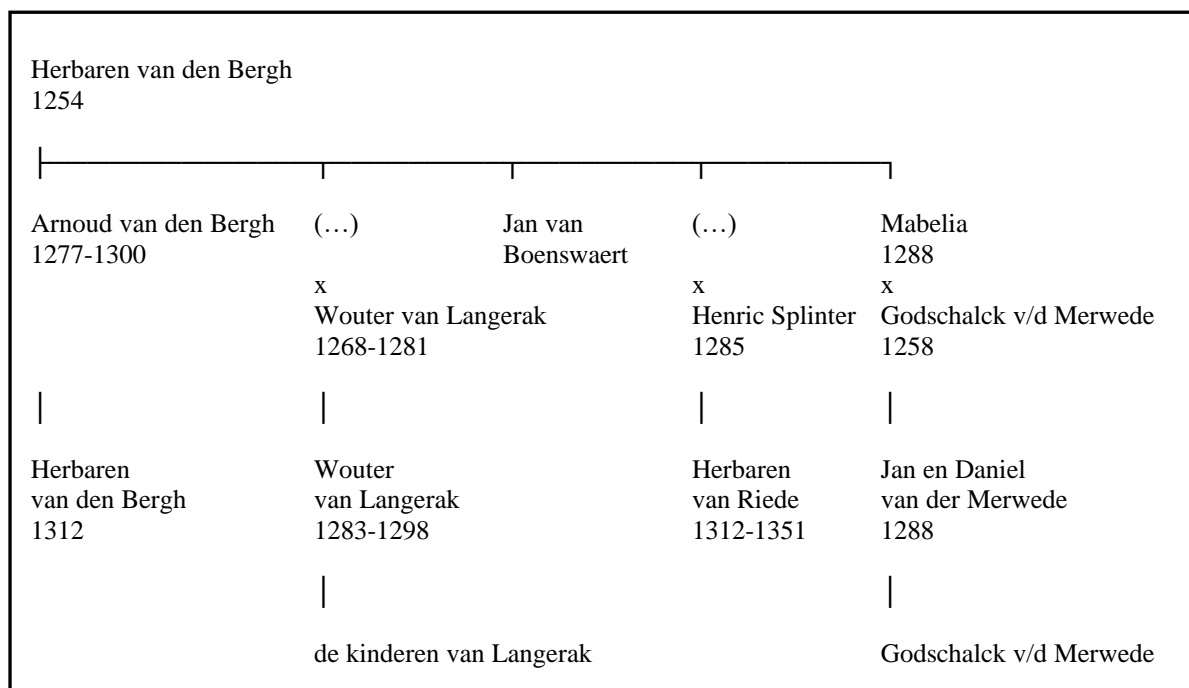 Herbaren van den Bergh
1254
Arnoud van den Bergh (…) Jan van (…) Mabelia
1277-1300 Boenswaert 1288
x x x
Wouter van Langerak Henric Splinter Godschalck v/d Merwede
1268-1281 1285 1258
Herbaren Wouter Herbaren Jan en Daniel
van den Bergh van Langerak van Riede van der Merwede
1312 1283-1298 1312-1351 1288
de kinderen van Langerak Godschalck v/d Merwede